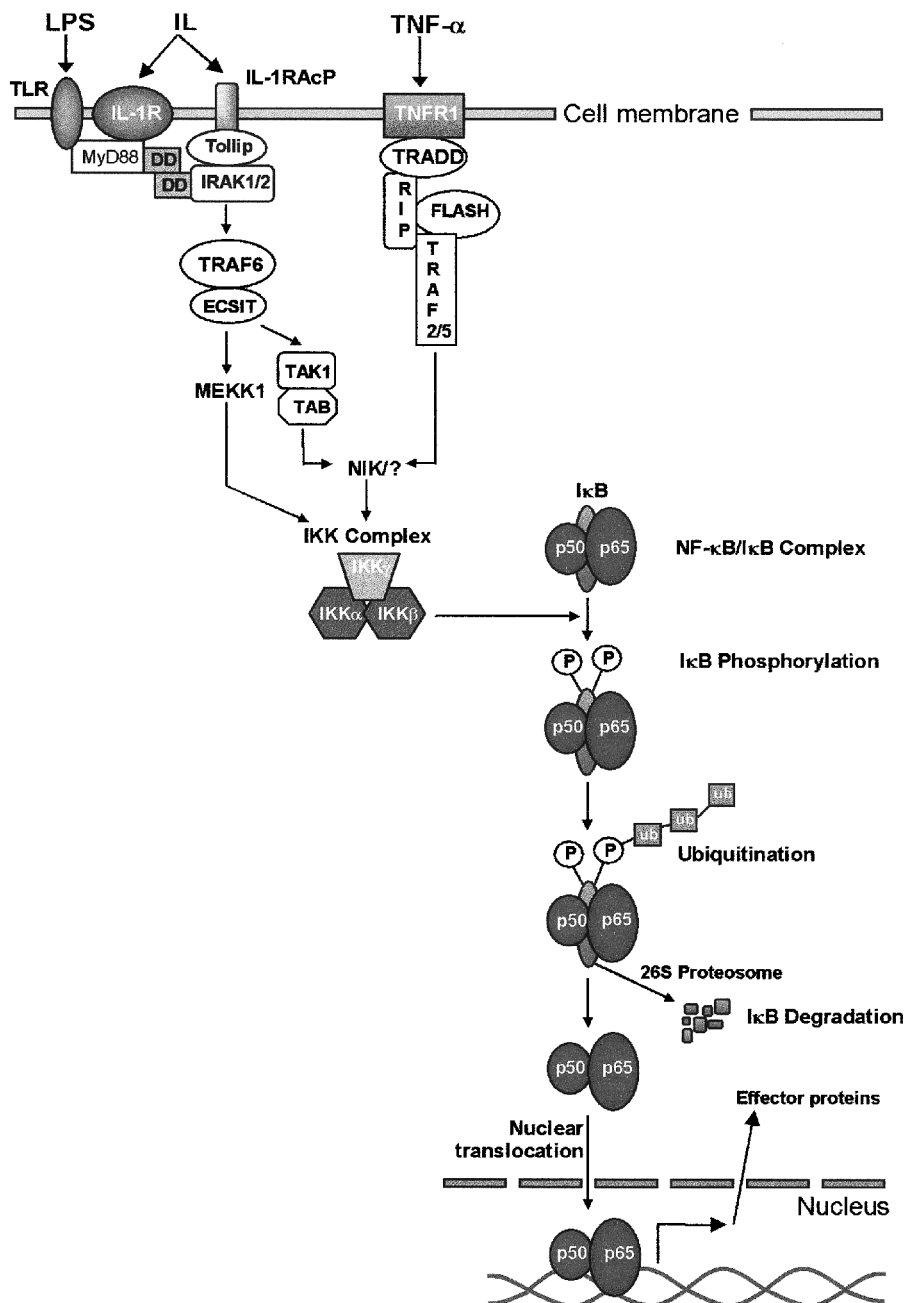 LPS IL TNF-α
IL-1RAcP
TLR
IL-1R TNFR1 Cell membrane
Tollip
MyD88 DD TRADD
DD IRAK1/2
R
I
P
FLASH
TRAF6
T
R
A
F
2/5
ECSIT
TAK1
MEKK1
TAB
NIK/?
IκB
IKK Complex
p50 p65 NF-κB/IκB Complex
IKKγ
IKKα IKKβ
P P IκB Phosphorylation
p50 p65
ub
ub
ub
P P Ubiquitination
p50 p65
26S Proteosome
IκB Degradation
p50 p65
Effector proteins
Nuclear
translocation
Nucleus
p50 p65